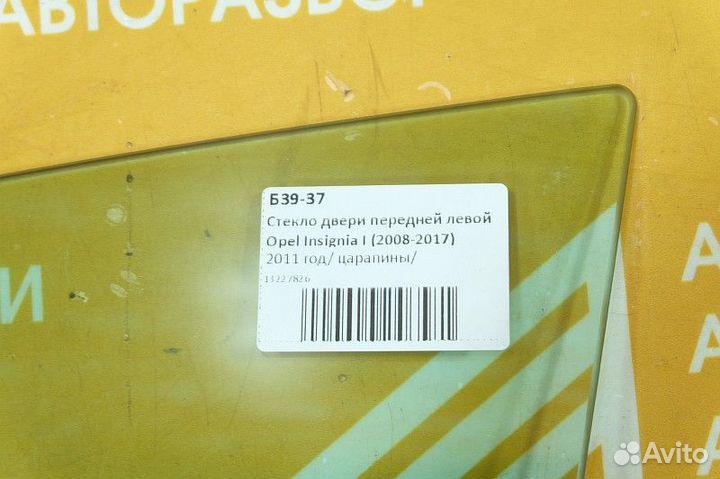 АВТОРАЗБОР
Б39-37
Стекло двери передней левой
Opel Insignia I (2008-2017)
2011 год/ царапины/
13227826
И
А
А
А
Avito